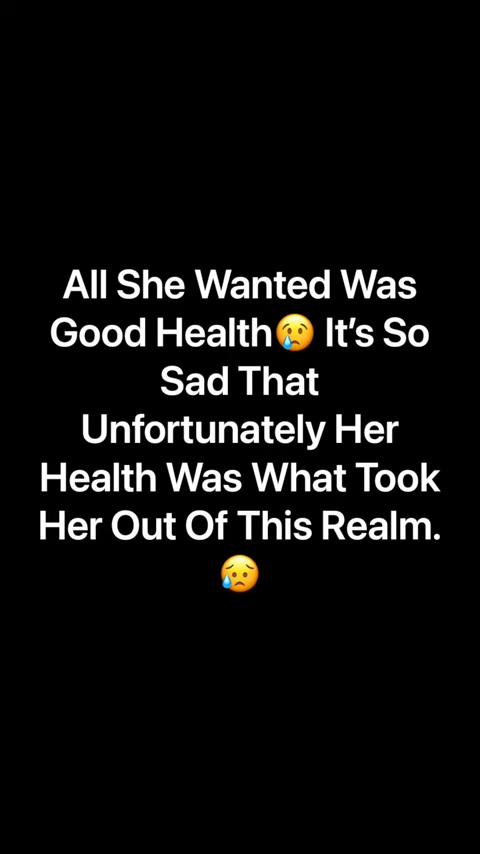 All She Wanted Was
Good Health😢 It’s So
Sad That
Unfortunately Her
Health Was What Took
Her Out Of This Realm.
😥